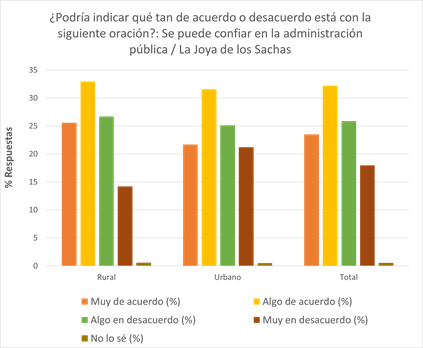 ¿Podría indicar qué tan de acuerdo o desacuerdo está con la
siguiente oración?: Se puede confiar en la administración
pública / La Joya de los Sachas
35
30
25
20
15
10
5
0
% Respuestas
Rural Urbano Total
Muy de acuerdo (%) Algo de acuerdo (%)
Algo en desacuerdo (%) Muy en desacuerdo (%)
No lo sé (%)